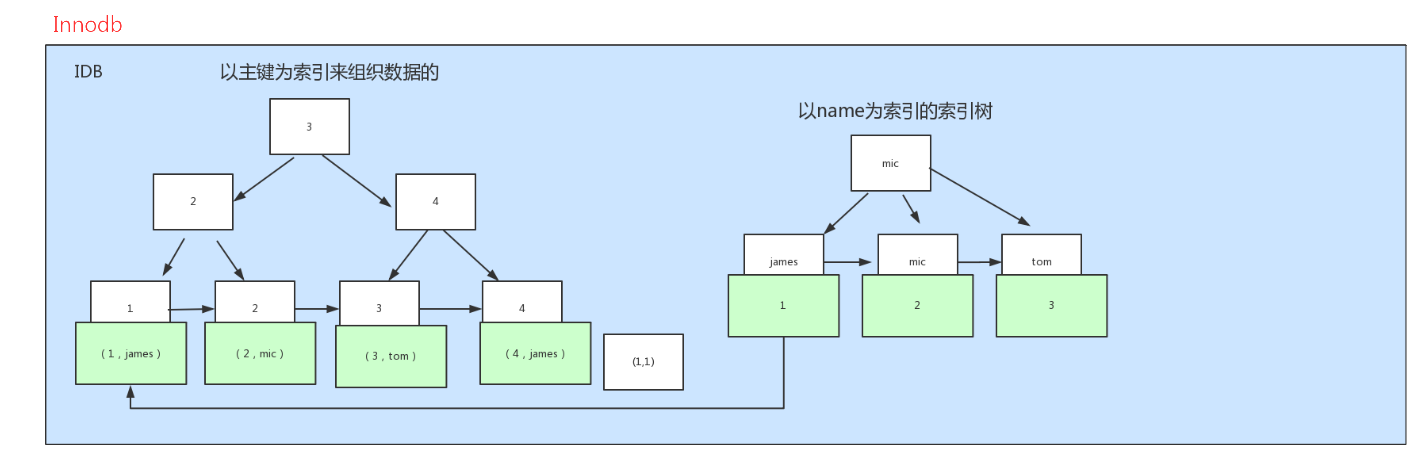 Innodb
IDB
以主键为索引来组织数据的
3
2
4
1
2
3
4
(1，james)
(2，mic)
(3，tom)
(4，james)
(1,1)
以name为索引的索引树
mic
james
mic
tom
1
2
3